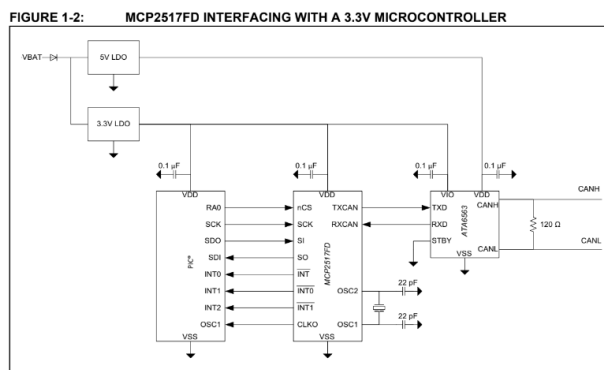 FIGURE 1-2: MCP2517FD INTERFACING WITH A 3.3V MICROCONTROLLER
VBAT
5V LDO
3.3V LDO
0.1 µF
0.1 µF
0.1 µF
0.1 µF
VDD
VDD
VIO VDD
RA0
SCK
SDO
SDI
INT0
INT1
INT2
OSC1
VSS
PIC®
nCS
SCK
SI
SO
INT
INT0
INT1
CLKO
VSS
MCP2517FD
TXCAN
RXCAN
OSC2
OSC1
22 pF
22 pF
TXD
RXD
STBY
VSS
ATA6563
CANH
CANL
120 Ω
CANH
CANL